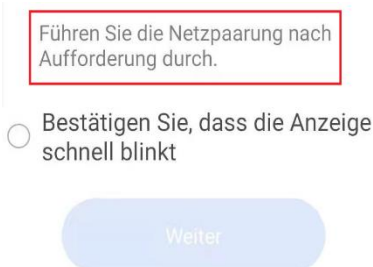 Führen Sie die Netzpaarung nach
Aufforderung durch.
Bestätigen Sie, dass die Anzeige
schnell blinkt
Weiter